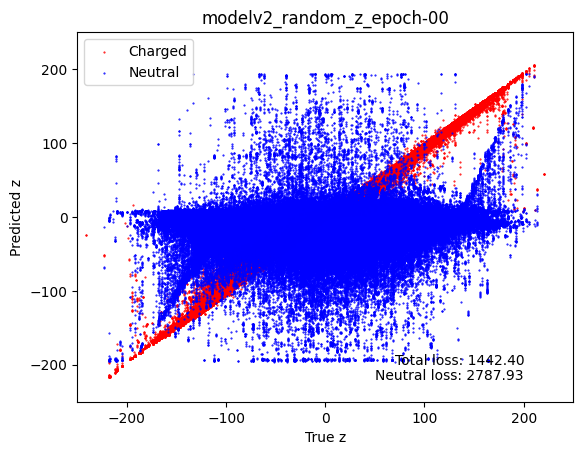 modelv2_random_z_epoch-00
Charged
Neutral
200
100
0
−100
−200
Predicted z
Total loss: 1442.40
Neutral loss: 2787.93
−200
−100
0
100
200
True z